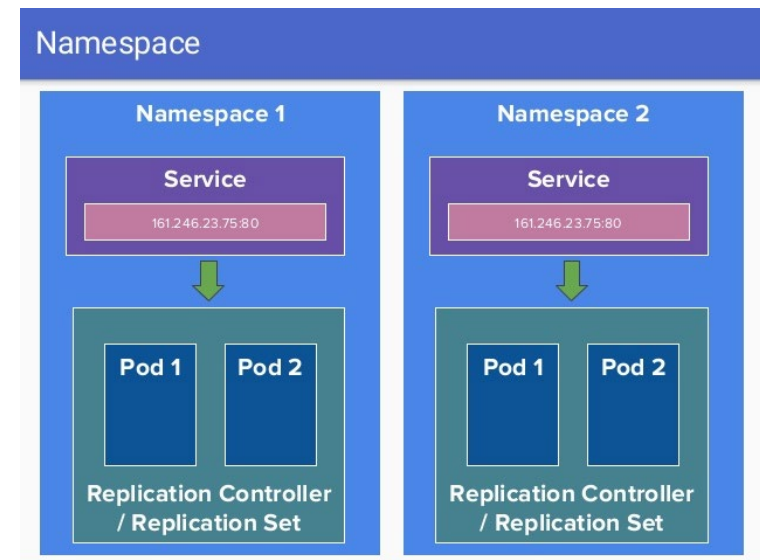 Namespace
Namespace 1
Service
161.246.23.75:80
Pod 1
Pod 2
Replication Controller
/ Replication Set
Namespace 2
Service
161.246.23.75:80
Pod 1
Pod 2
Replication Controller
/ Replication Set